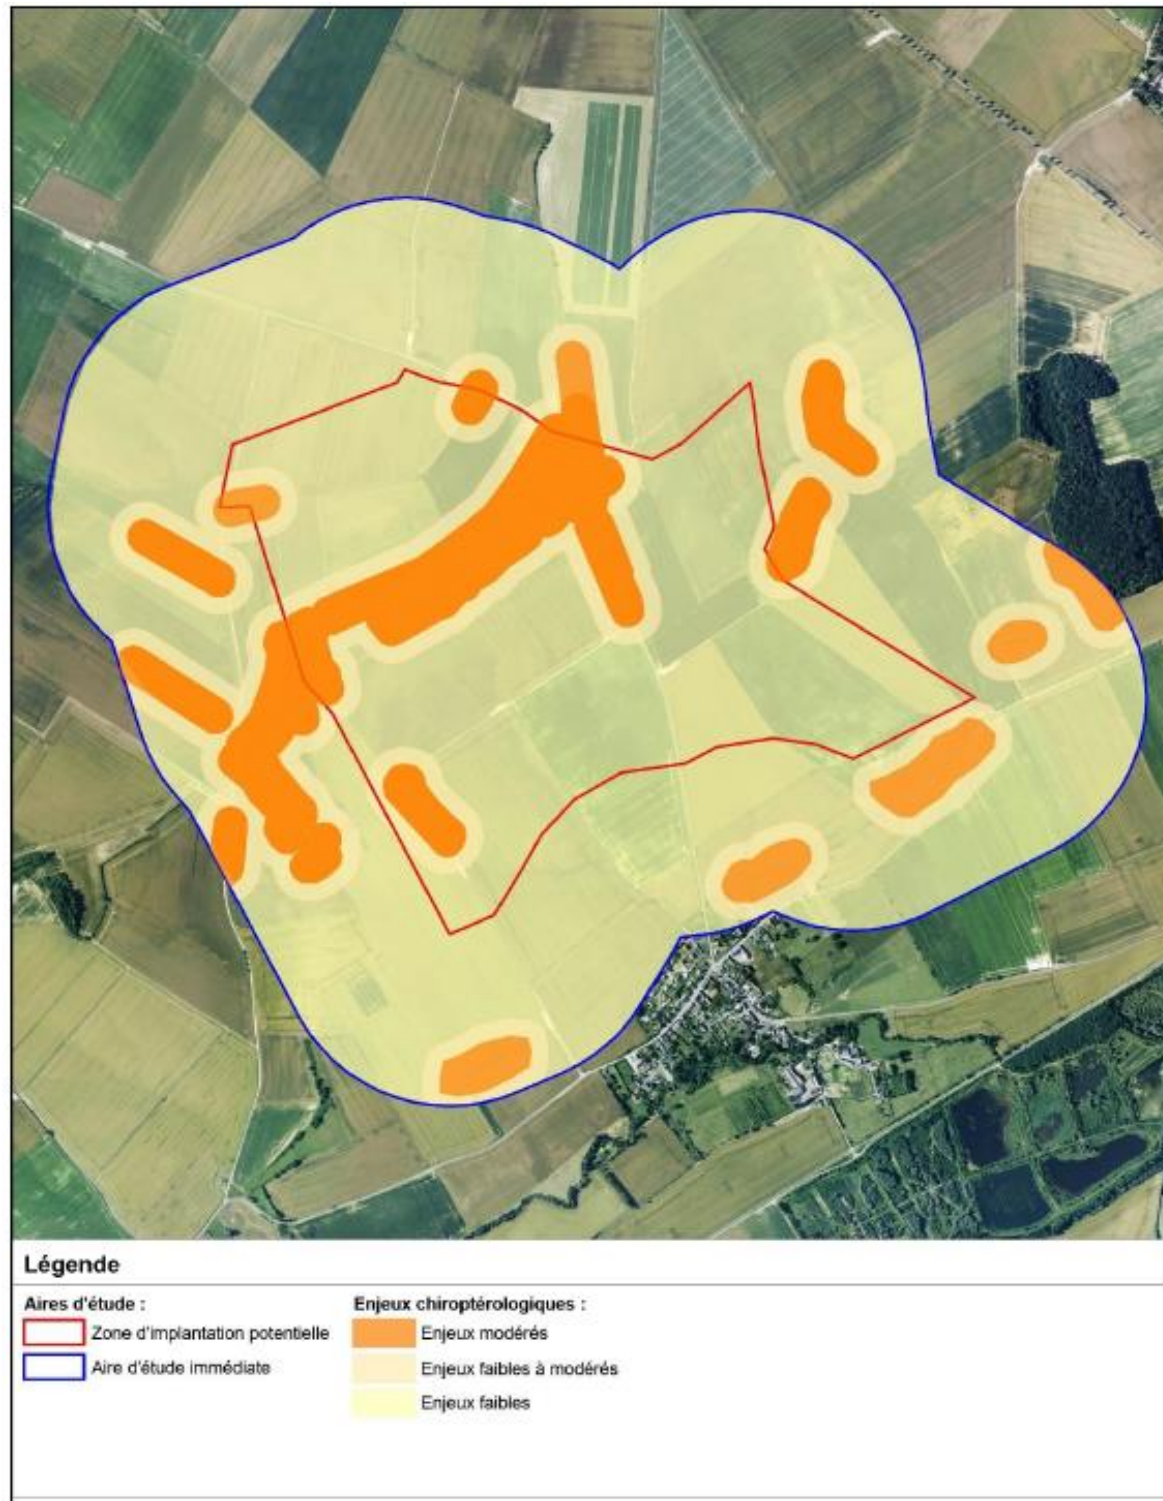 Légende
Aires d'étude :
Zone d'implantation potentielle
Aire d'étude immédiate
Enjeux chiroptérologiques :
Enjeux modérés
Enjeux faibles à modérés
Enjeux faibles